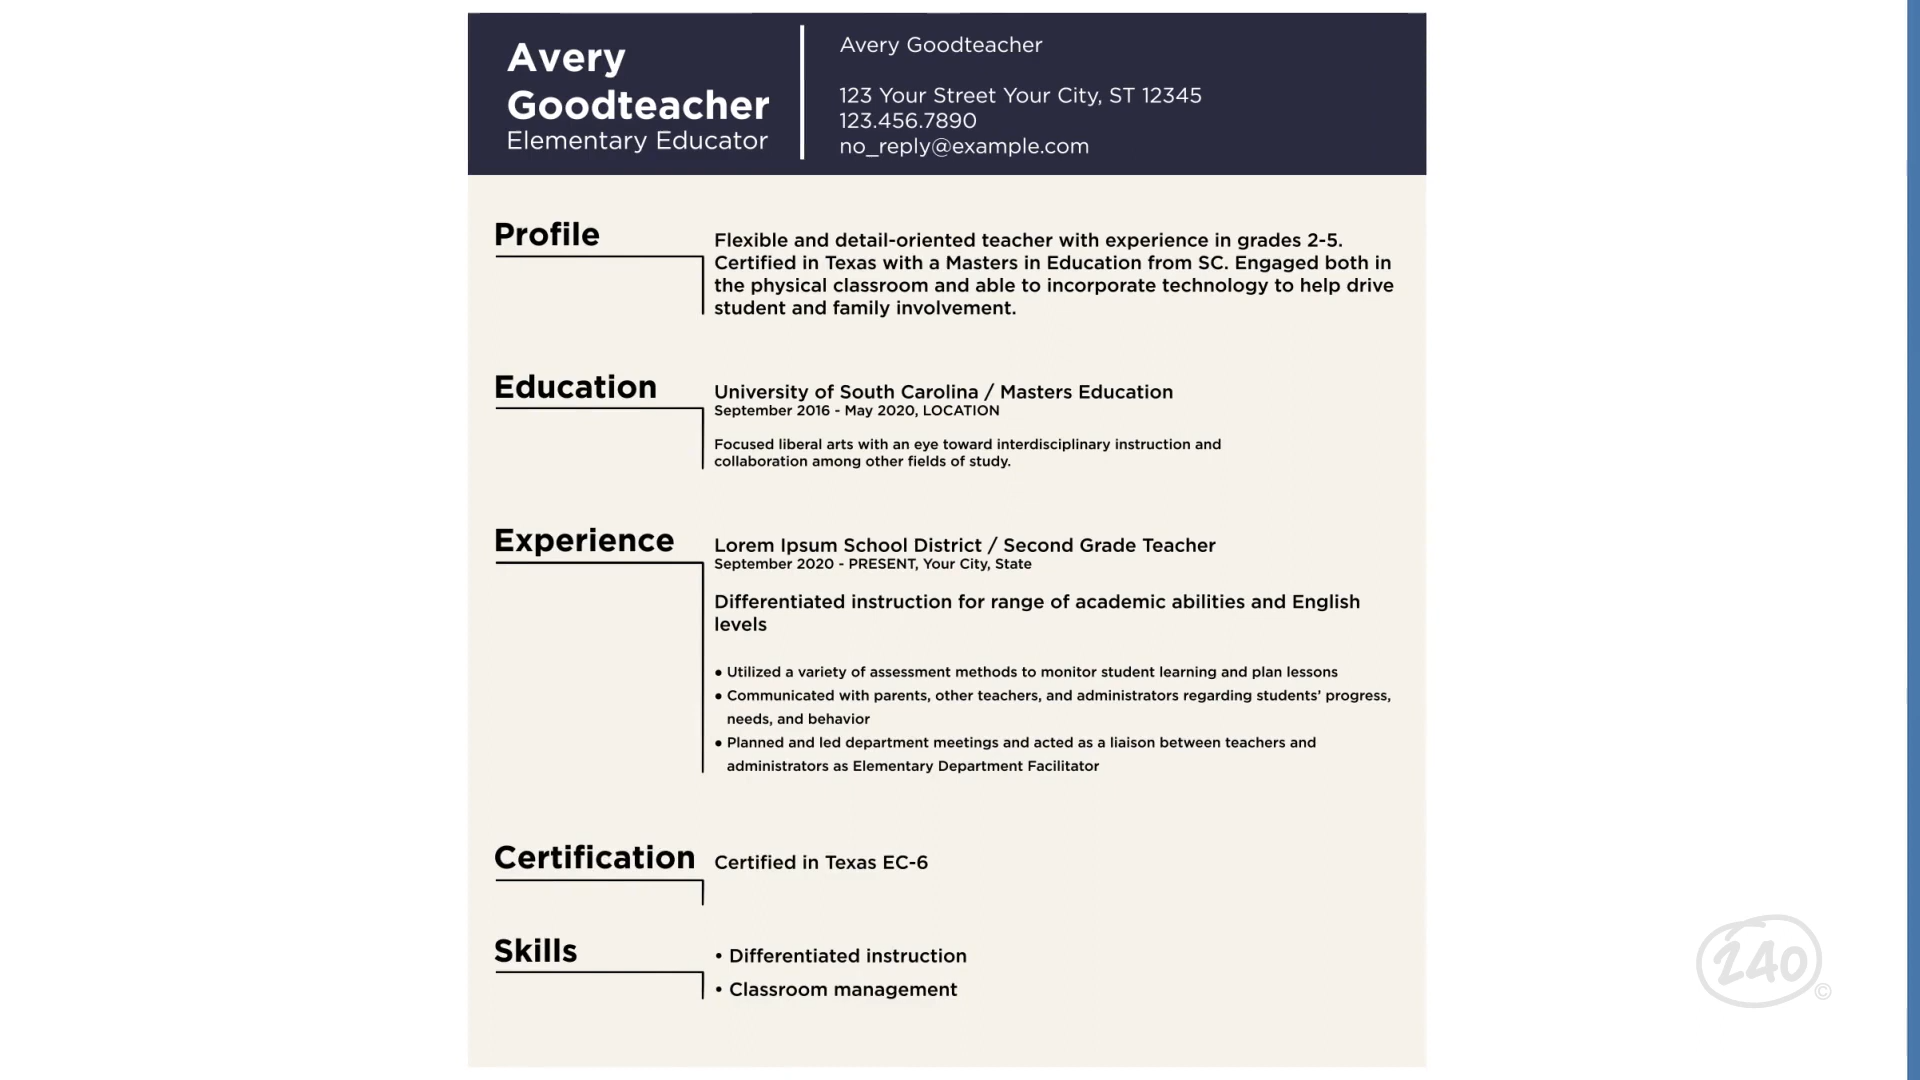 Avery
Goodteacher
Elementary Educator
Avery Goodteacher
123 Your Street Your City, ST 12345
123.456.7890
no_reply@example.com
Profile
Flexible and detail-oriented teacher with experience in grades 2-5.
Certified in Texas with a Masters in Education from SC. Engaged both in
the physical classroom and able to incorporate technology to help drive
student and family involvement.
Education
University of South Carolina / Masters Education
September 2016 - May 2020, LOCATION
Focused liberal arts with an eye toward interdisciplinary instruction and
collaboration among other fields of study.
Experience
Lorem Ipsum School District / Second Grade Teacher
September 2020 - PRESENT, Your City, State
Differentiated instruction for range of academic abilities and English
levels
• Utilized a variety of assessment methods to monitor student learning and plan lessons
• Communicated with parents, other teachers, and administrators regarding students’ progress,
needs, and behavior
• Planned and led department meetings and acted as a liaison between teachers and
administrators as Elementary Department Facilitator
Certification
Certified in Texas EC-6
Skills
• Differentiated instruction
• Classroom management
240
©